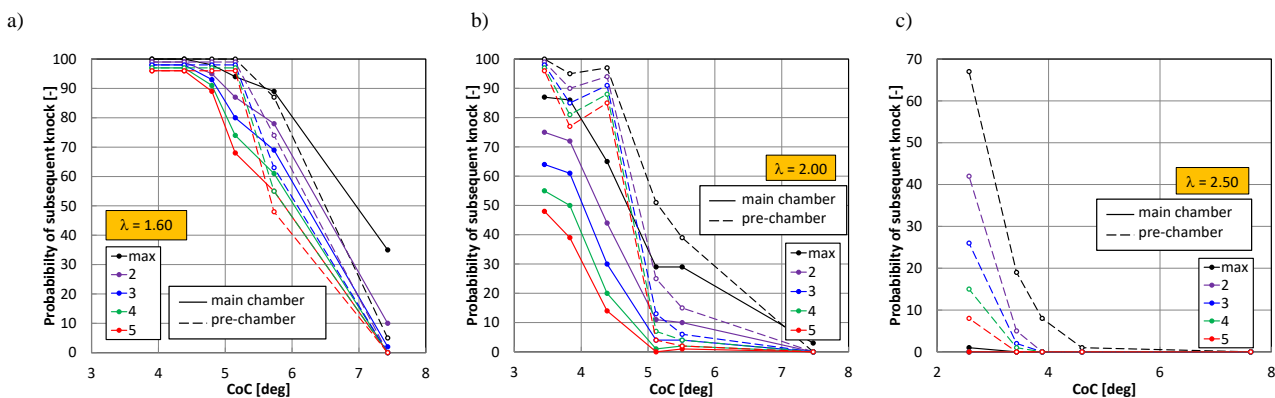 a)
b)
c)
Probability of subsequent knock [-]
100
90
80
70
60
50
40
30
20
10
0
λ = 1.60
main chamber
pre-chamber
max
2
3
4
5
3 4 5 6 7 8
CoC [deg]
Probability of subsequent knock [-]
100
90
80
70
60
50
40
30
20
10
0
λ = 2.00
main chamber
pre-chamber
max
2
3
4
5
3 4 5 6 7 8
CoC [deg]
Probability of subsequent knock [-]
70
60
50
40
30
20
10
0
λ = 2.50
main chamber
pre-chamber
max
2
3
4
5
2 4 6 8
CoC [deg]